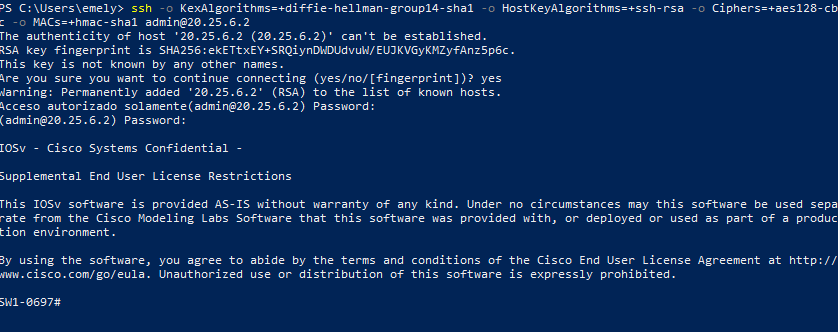 PS C:\Users\emely> ssh -o KexAlgorithms=+diffie-hellman-group14-sha1 -o HostKeyAlgorithms=+ssh-rsa -o Ciphers=+aes128-cb
c -o MACs=+hmac-sha1 admin@20.25.6.2
The authenticity of host '20.25.6.2 (20.25.6.2)' can't be established.
RSA key fingerprint is SHA256:ekETtxEY+SRQiynDWDUdvuW/EUJKVGyKMZyfAnz5p6c.
This key is not known by any other names.
Are you sure you want to continue connecting (yes/no/[fingerprint])? yes
Warning: Permanently added '20.25.6.2' (RSA) to the list of known hosts.
Acceso autorizado solamente(admin@20.25.6.2) Password:
(admin@20.25.6.2) Password:
IOSv - Cisco Systems Confidential -
Supplemental End User License Restrictions
This IOSv software is provided AS-IS without warranty of any kind. Under no circumstances may this software be used sepa
rate from the Cisco Modeling Labs Software that this software was provided with, or deployed or used as part of a produc
tion environment.
By using the software, you agree to abide by the terms and conditions of the Cisco End User License Agreement at http://
www.cisco.com/go/eula. Unauthorized use or distribution of this software is expressly prohibited.
SW1-0697#